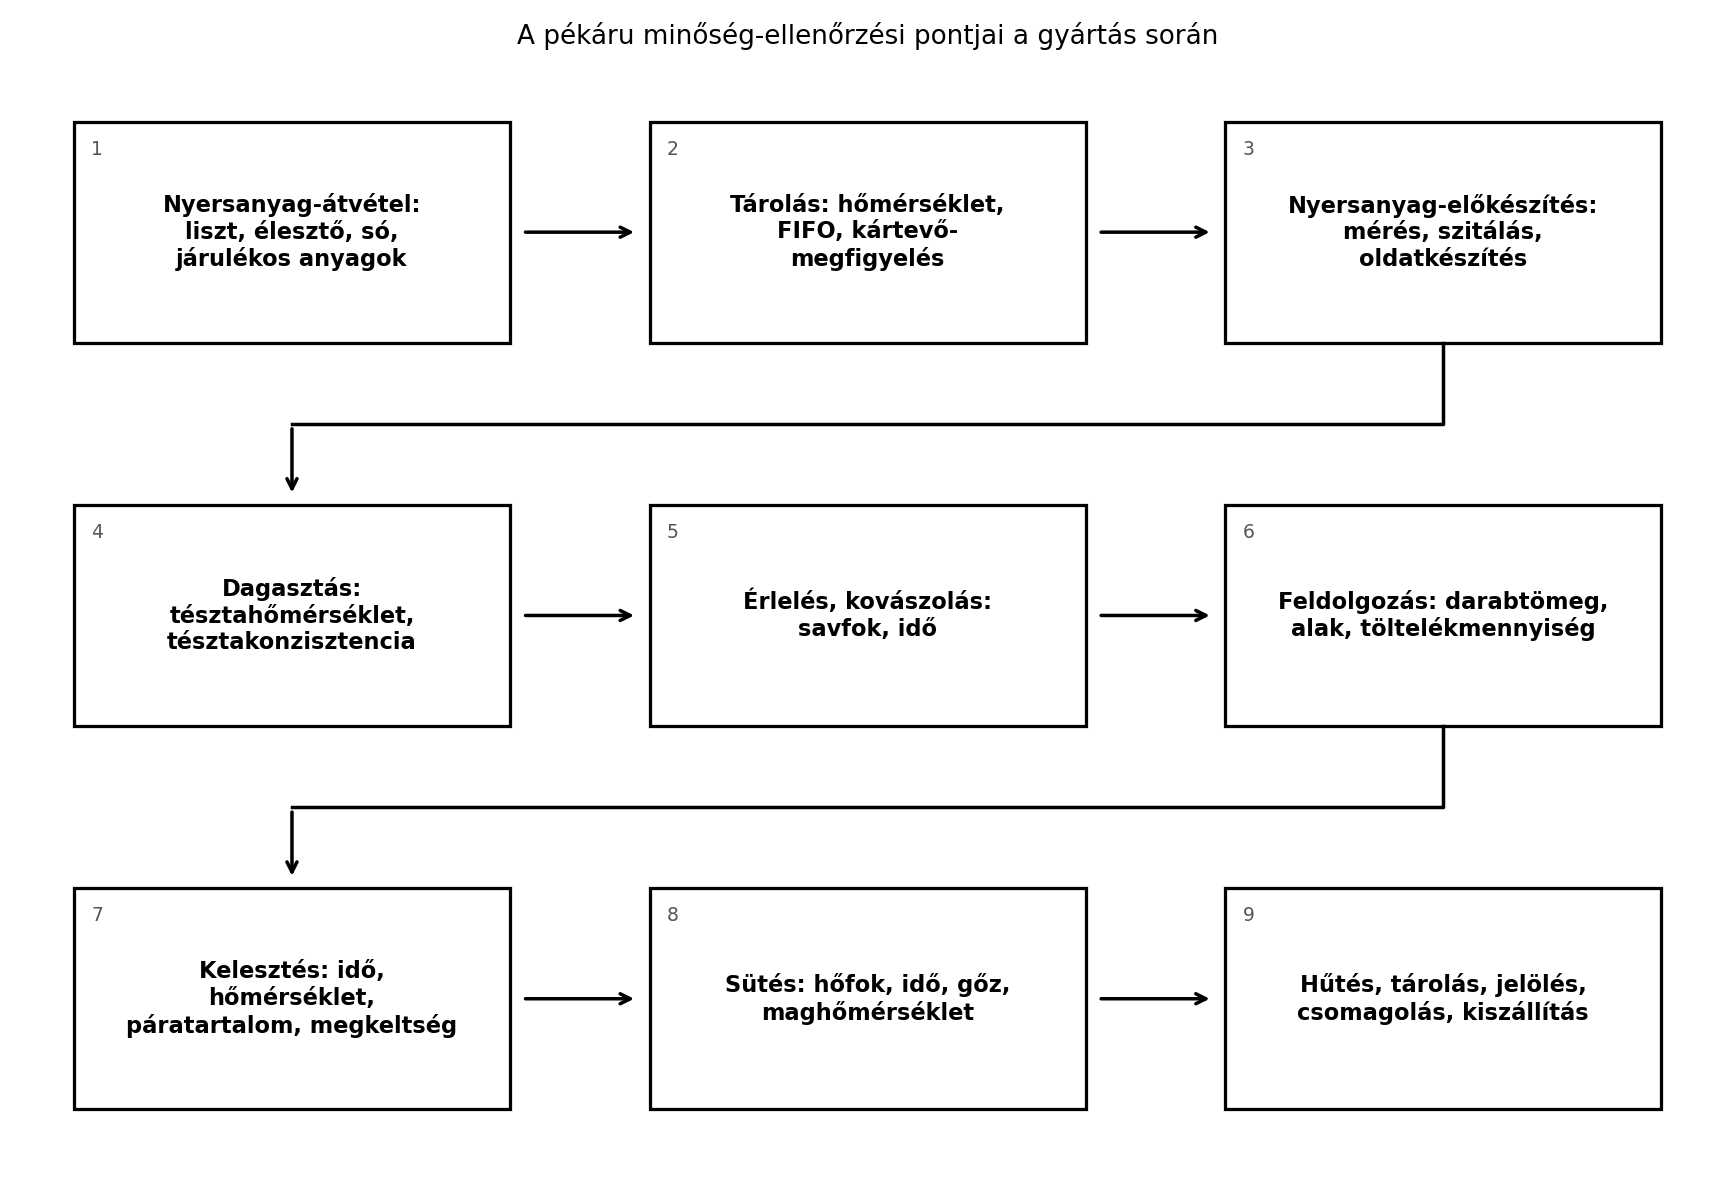 A pékáru minőség-ellenőrzési pontjai a gyártás során
1
Nyersanyag-átvétel:
liszt, élesztő, só,
járulékos anyagok
2
Tárolás: hőmérséklet,
FIFO, kártevő-
megfigyelés
3
Nyersanyag-előkészítés:
mérés, szitálás,
oldatkészítés
4
Dagasztás:
tésztahőmérséklet,
tésztakonzisztencia
5
Érlelés, kovászolás:
savfok, idő
6
Feldolgozás: darabtömeg,
alak, töltelékmennyiség
7
Kelesztés: idő,
hőmérséklet,
páratartalom, megkeltség
8
Sütés: hőfok, idő, gőz,
maghőmérséklet
9
Hűtés, tárolás, jelölés,
csomagolás, kiszállítás